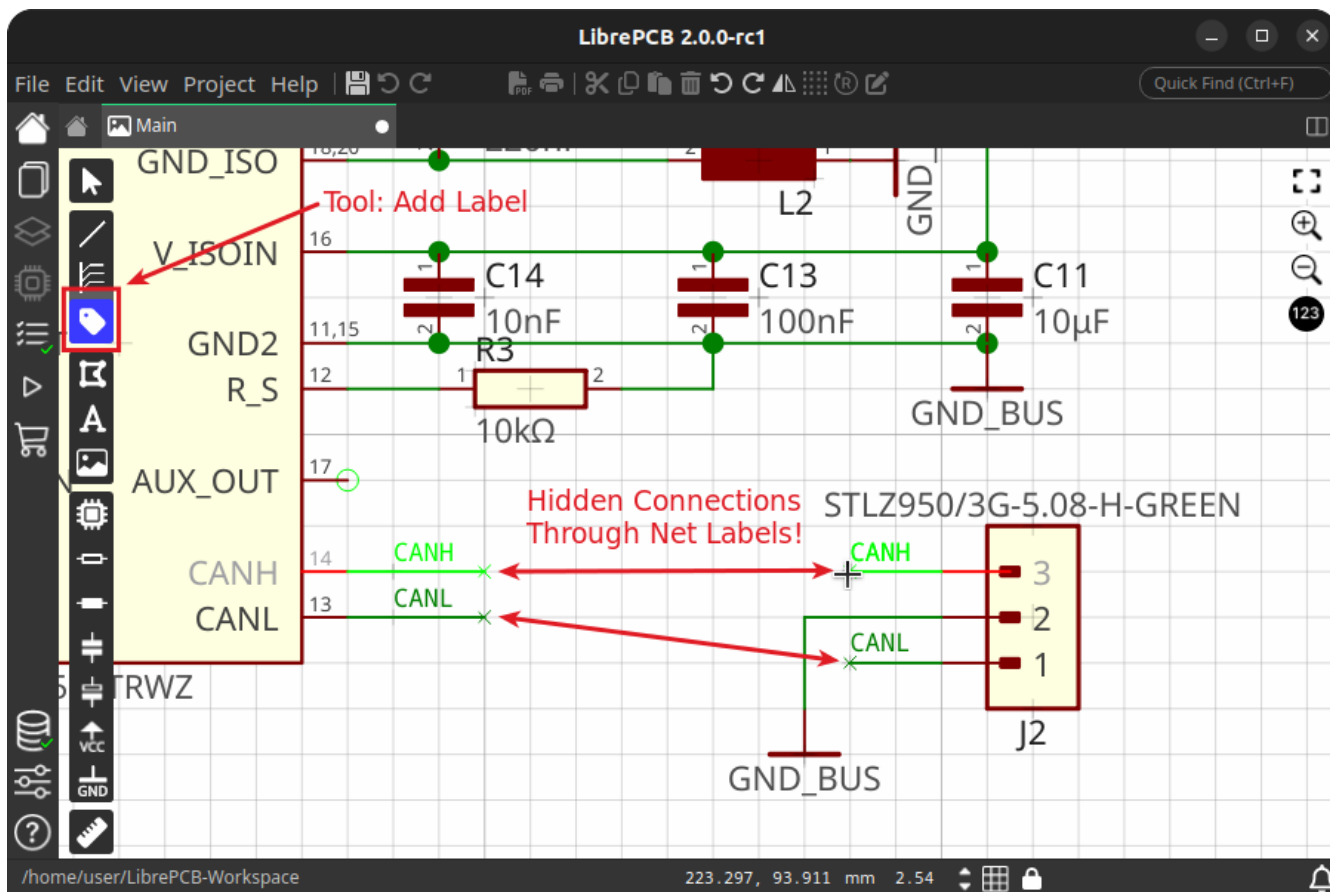 LibrePCB 2.0.0-rc1
File Edit View Project Help PDF Quick Find (Ctrl+F)
Main
GND_ISO 18,20 2 1
L2
GND_
Tool: Add Label
V_ISOIN 16
1 C14 1 C13 1 C11
2 10nF 2 100nF 2 10µF
GND2 11,15
R3
R_S 12 1 2
10kΩ
GND_BUS
AUX_OUT 17
Hidden Connections
Through Net Labels!
STLZ950/3G-5.08-H-GREEN
CANH 14 CANH CANH 3
CANL 13 CANL 2
CANL 1
TRWZ
J2
GND_BUS
VCC
GND
123
/home/user/LibrePCB-Workspace 223.297, 93.911 mm 2.54